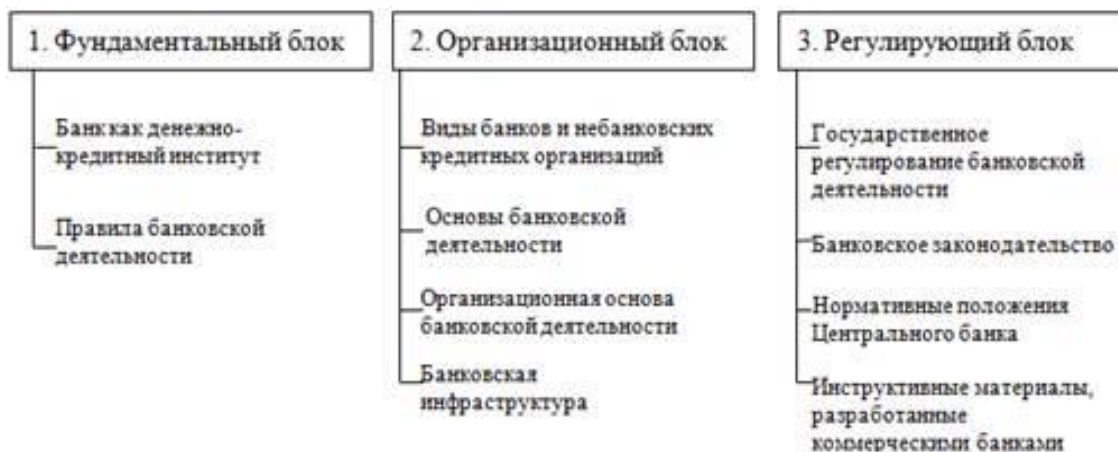 1. Фундаментальный блок
Банк как денежно-
кредитный институт
Правила банковской
деятельности
2. Организационный блок
Виды банков и небанковских
кредитных организаций
Основы банковской
деятельности
Организационная основа
банковской деятельности
Банковская
инфраструктура
3. Регулирующий блок
Государственное
регулирование банковской
деятельности
Банковское законодательство
Нормативные положения
Центрального банка
Инструктивные материалы,
разработанные
коммерческими банками